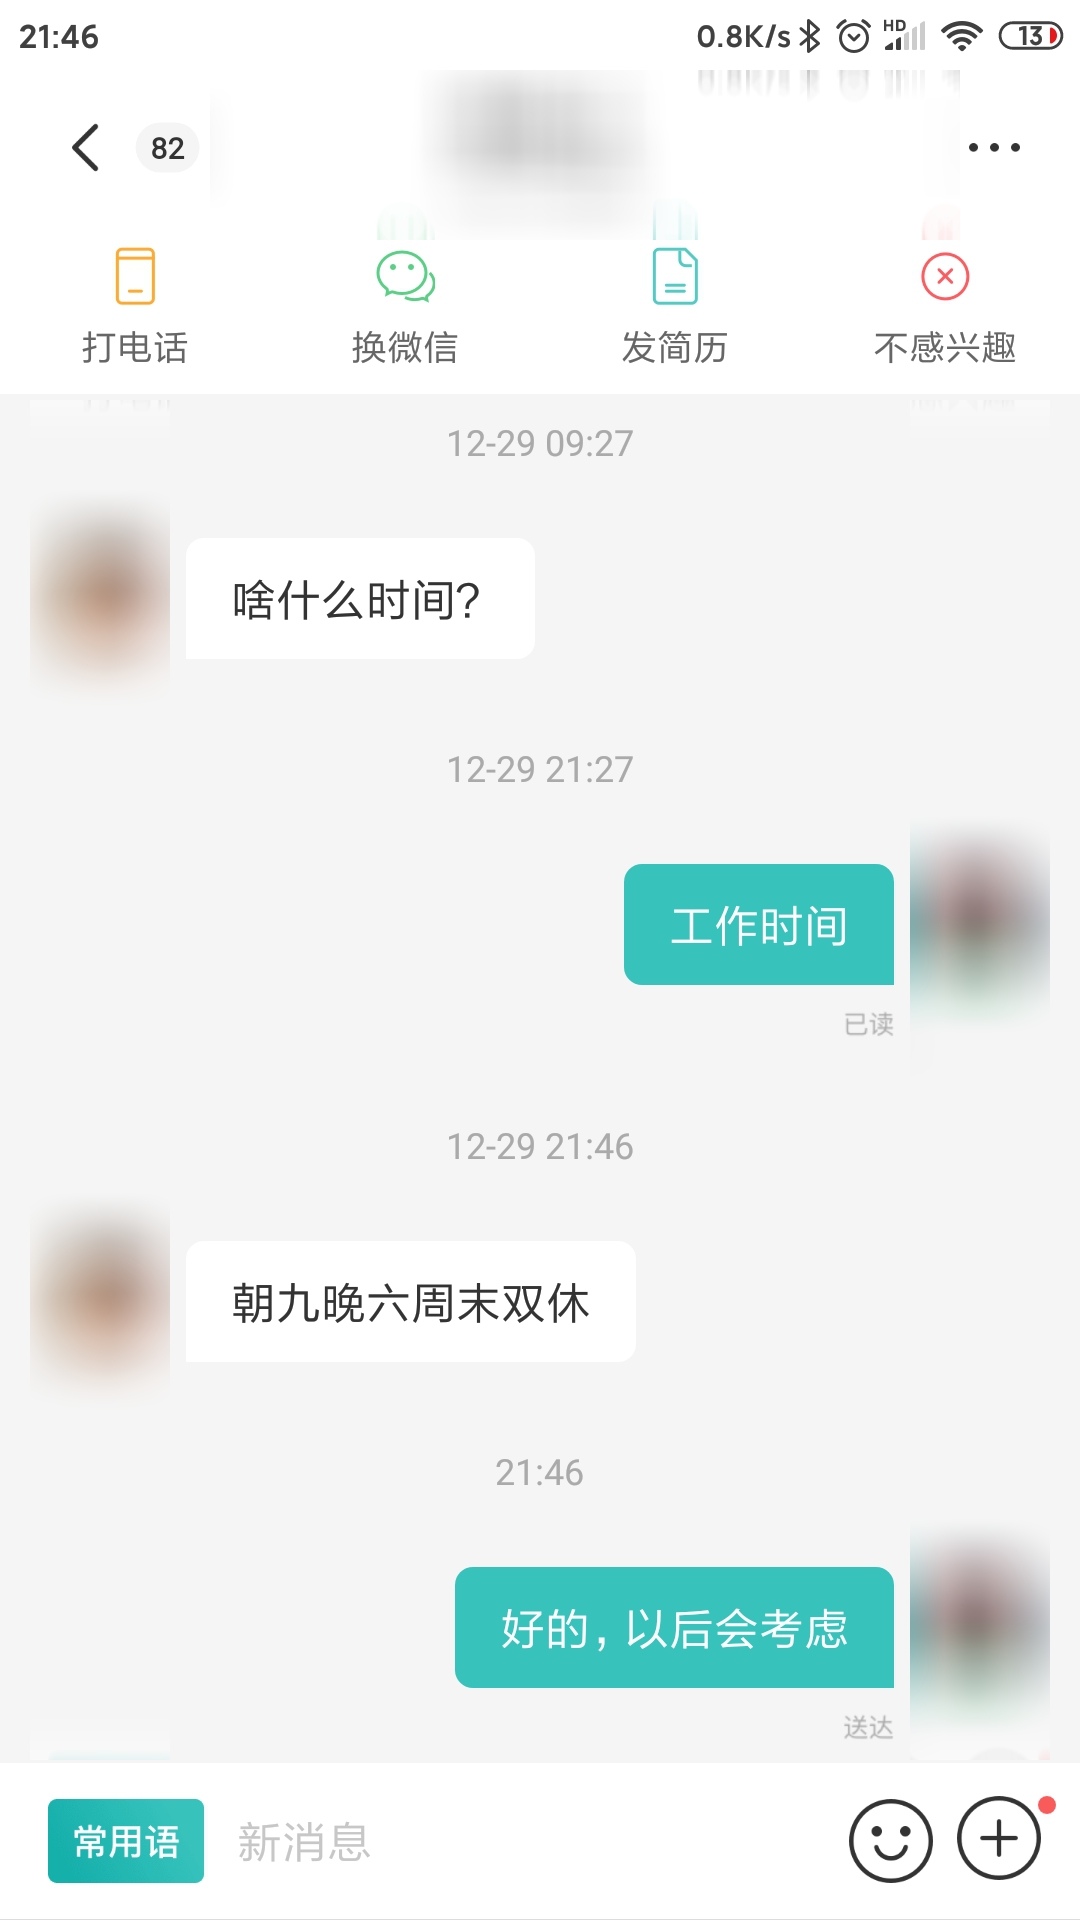 21:46 0.8K/s HD 13
82
打电话 换微信 发简历 不感兴趣
12-29 09:27
啥什么时间?
12-29 21:27
工作时间
已读
12-29 21:46
朝九晚六周末双休
21:46
好的，以后会考虑
送达
常用语 新消息